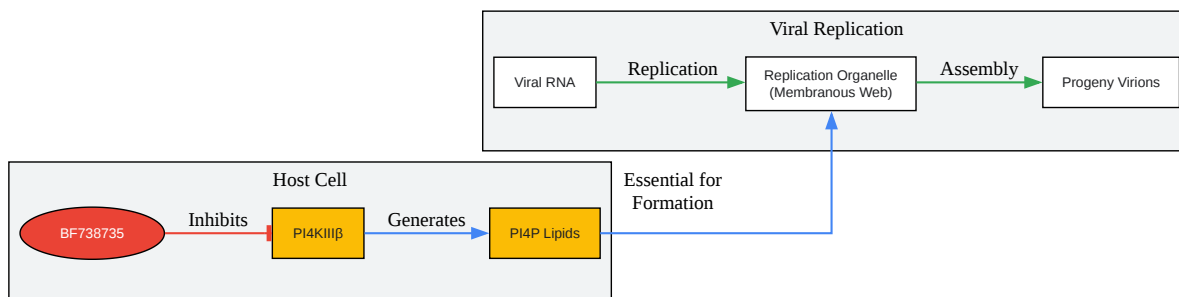 Viral Replication
Viral RNA
Replication
Replication Organelle
(Membranous Web)
Assembly
Progeny Virions
Host Cell
BF738735
Inhibits
PI4KIIIβ
Generates
PI4P Lipids
Essential for
Formation